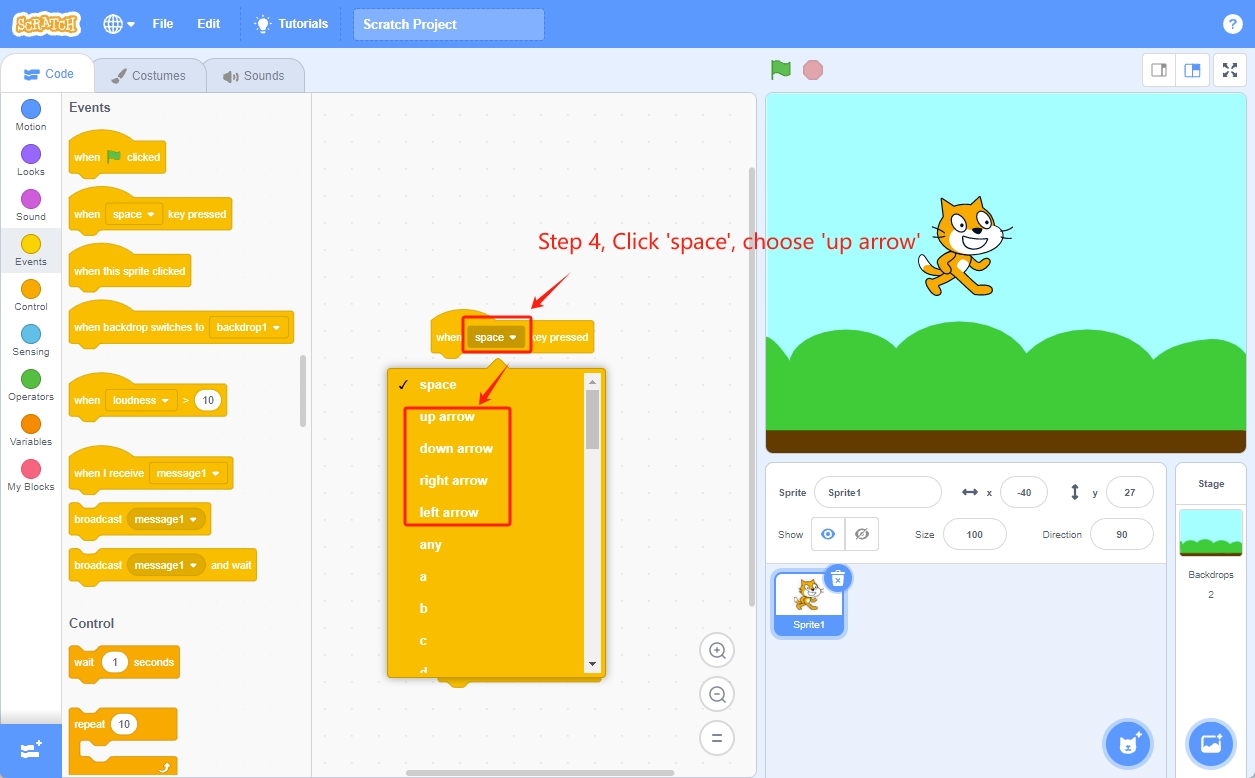 SCRATCH
File
Edit
Tutorials
Scratch Project
?
Code
Costumes
Sounds
Motion
Looks
Sound
Events
Control
Sensing
Operators
Variables
My Blocks
Events
when clicked
when space key pressed
when this sprite clicked
when backdrop switches to backdrop1
when loudness > 10
when I receive message1
broadcast message1
broadcast message1 and wait
Control
wait 1 seconds
repeat 10
Step 4, Click 'space', choose 'up arrow'
when space key pressed
✓ space
up arrow
down arrow
right arrow
left arrow
any
a
b
c
d
Sprite Sprite1 x -40 y 27
Show Size 100 Direction 90
Sprite1
Stage
Backdrops
2